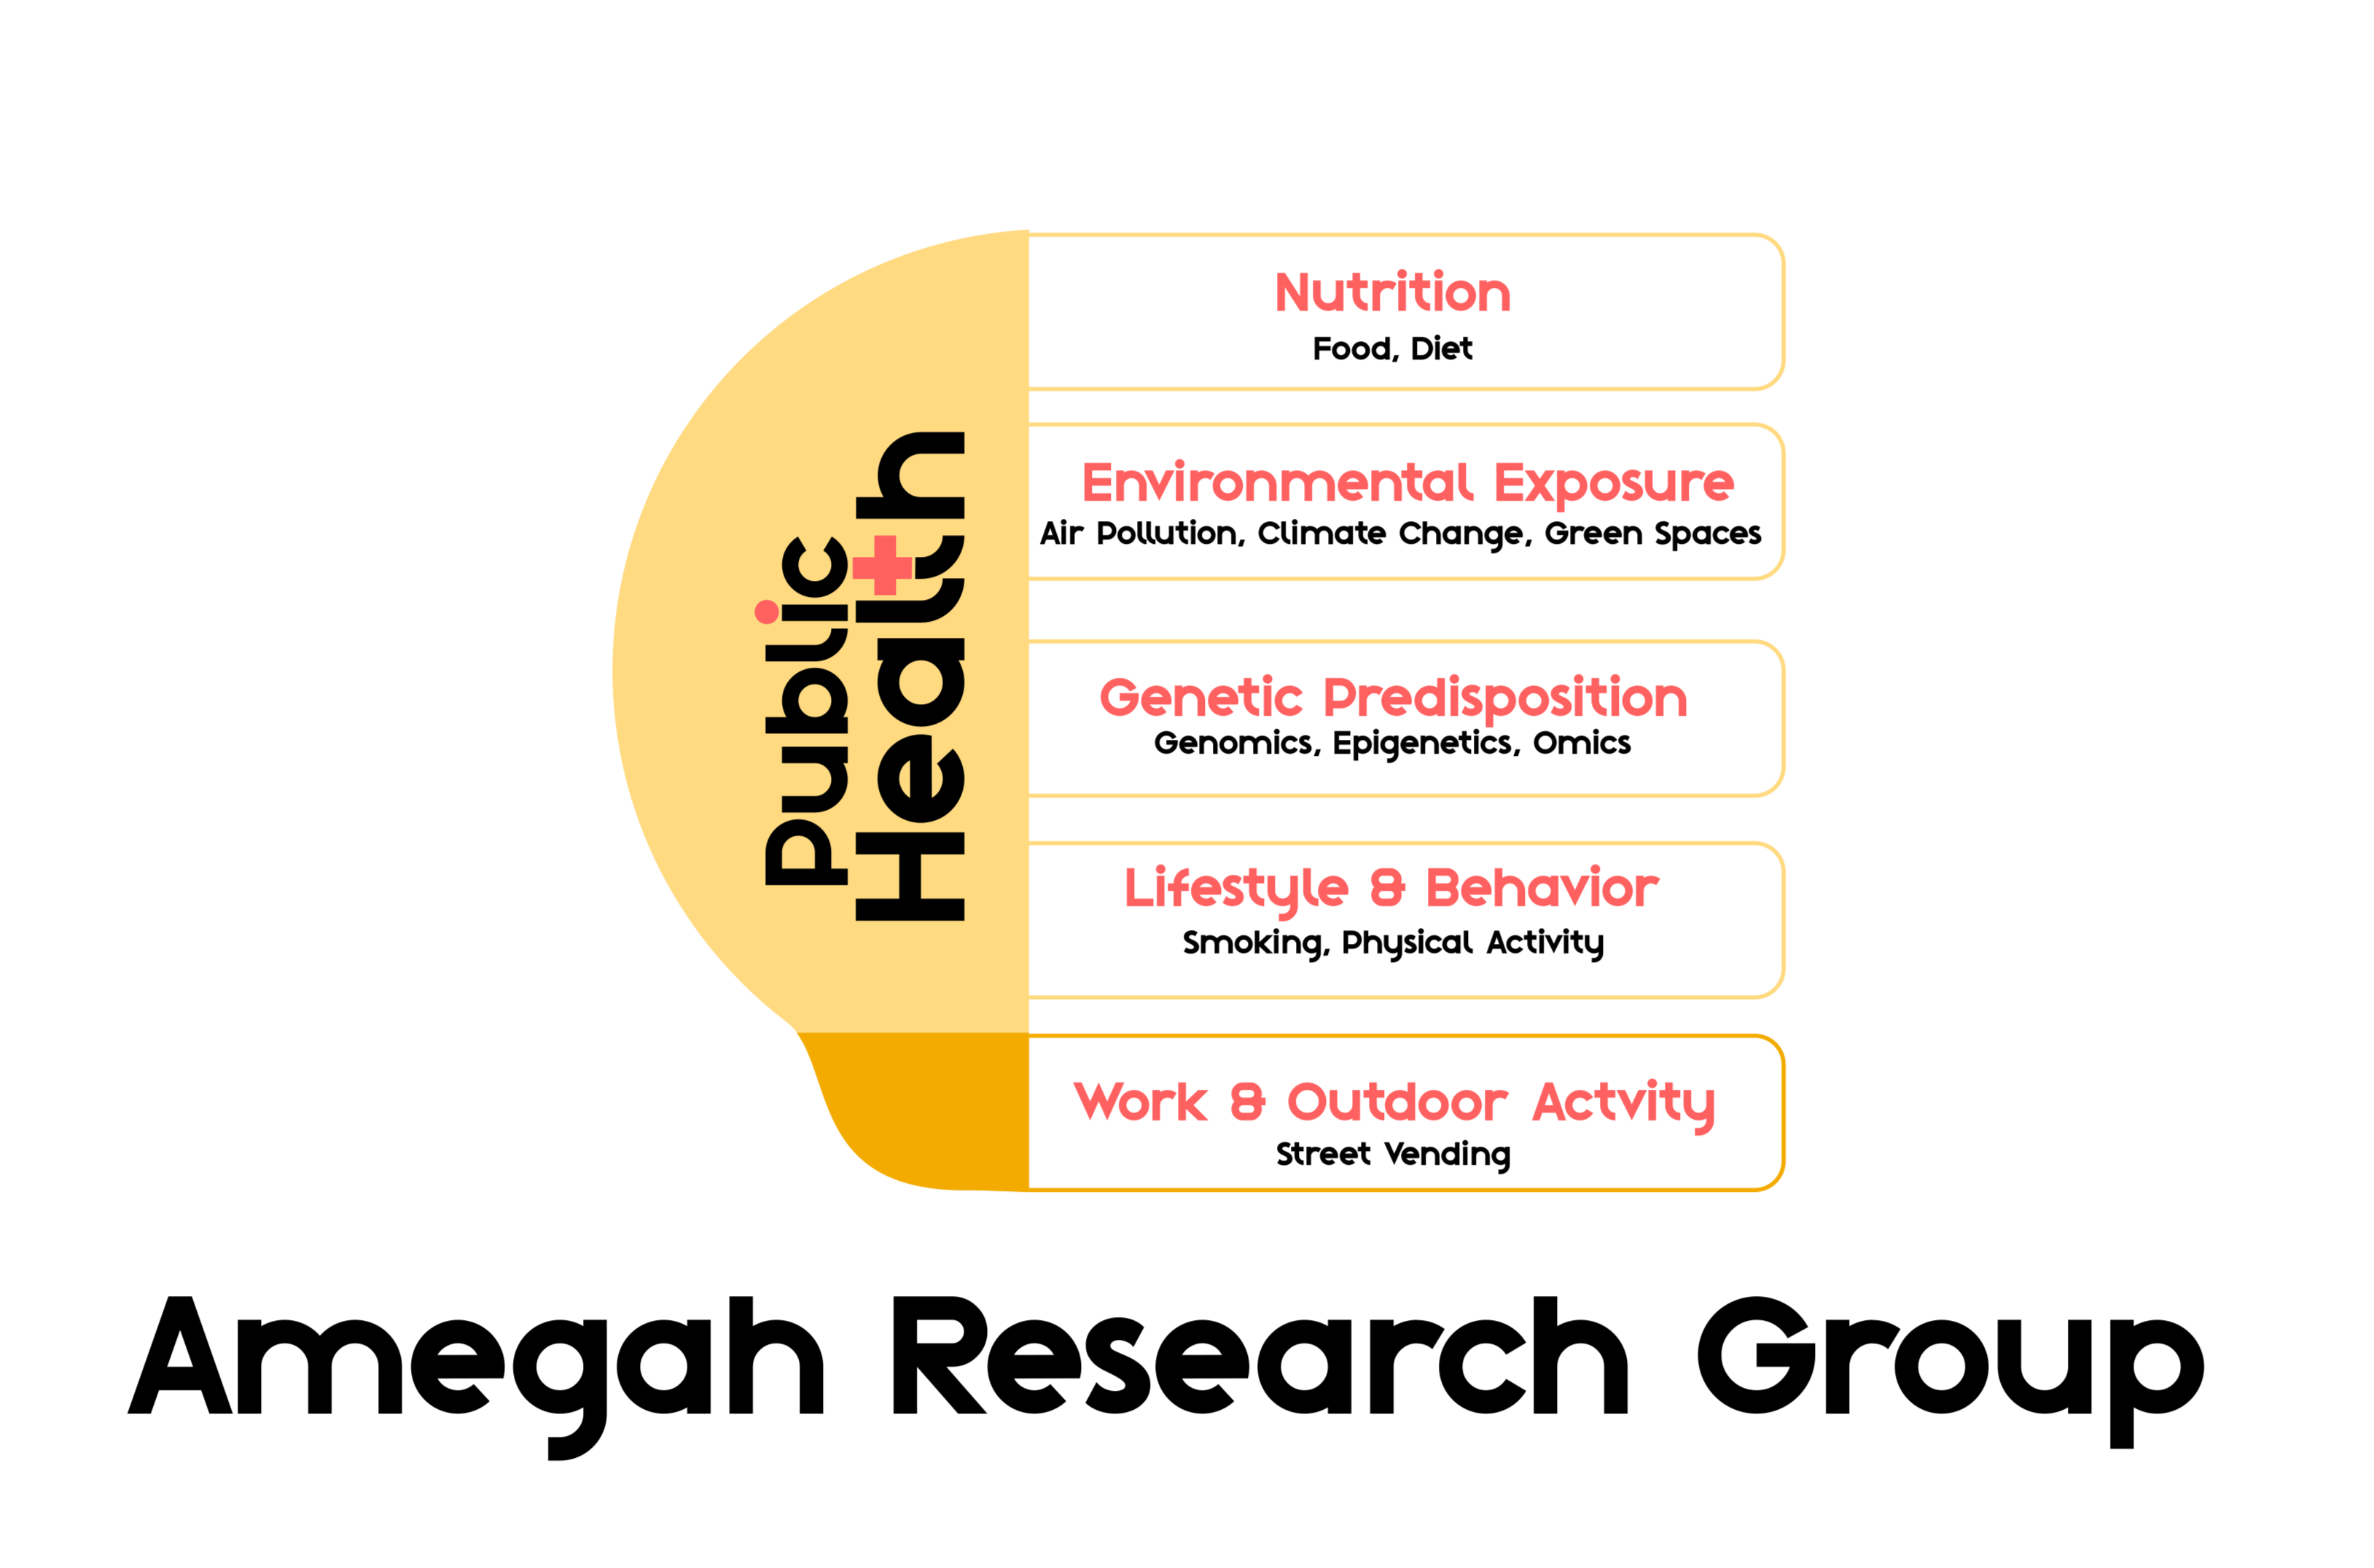 Public
Health
Nutrition
Food, Diet
Environmental Exposure
Air Pollution, Climate Change, Green Spaces
Genetic Predisposition
Genomics, Epigenetics, Omics
Lifestyle & Behavior
Smoking, Physical Activity
Work & Outdoor Actvity
Street Vending
Amegah Research Group